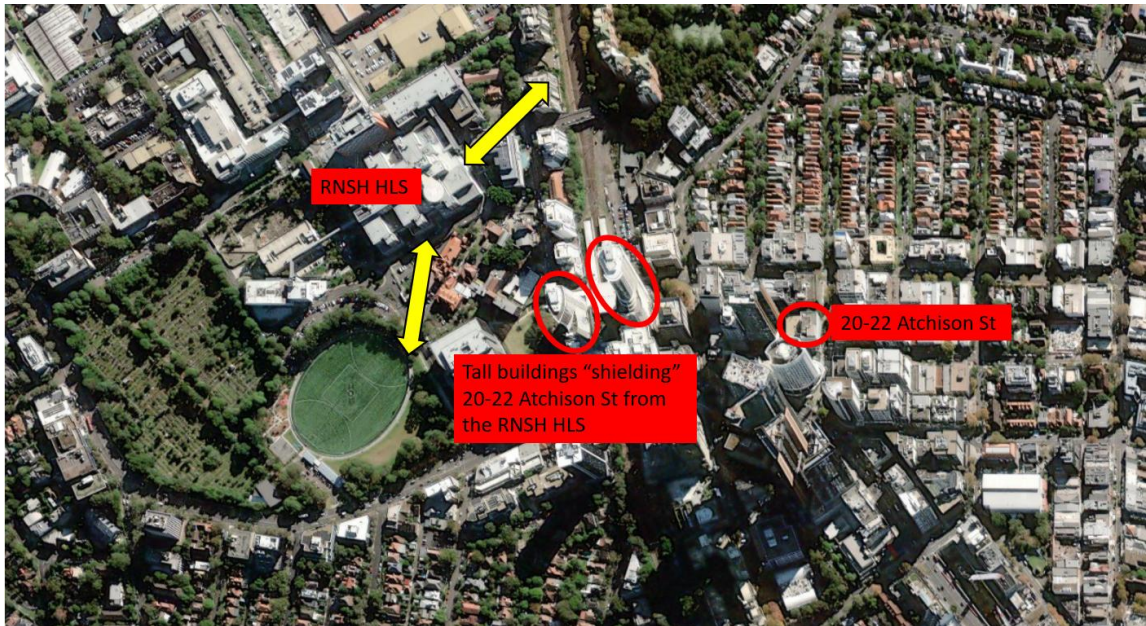 RNSH HLS
20-22 Atchison St
Tall buildings “shielding”
20-22 Atchison St from
the RNSH HLS